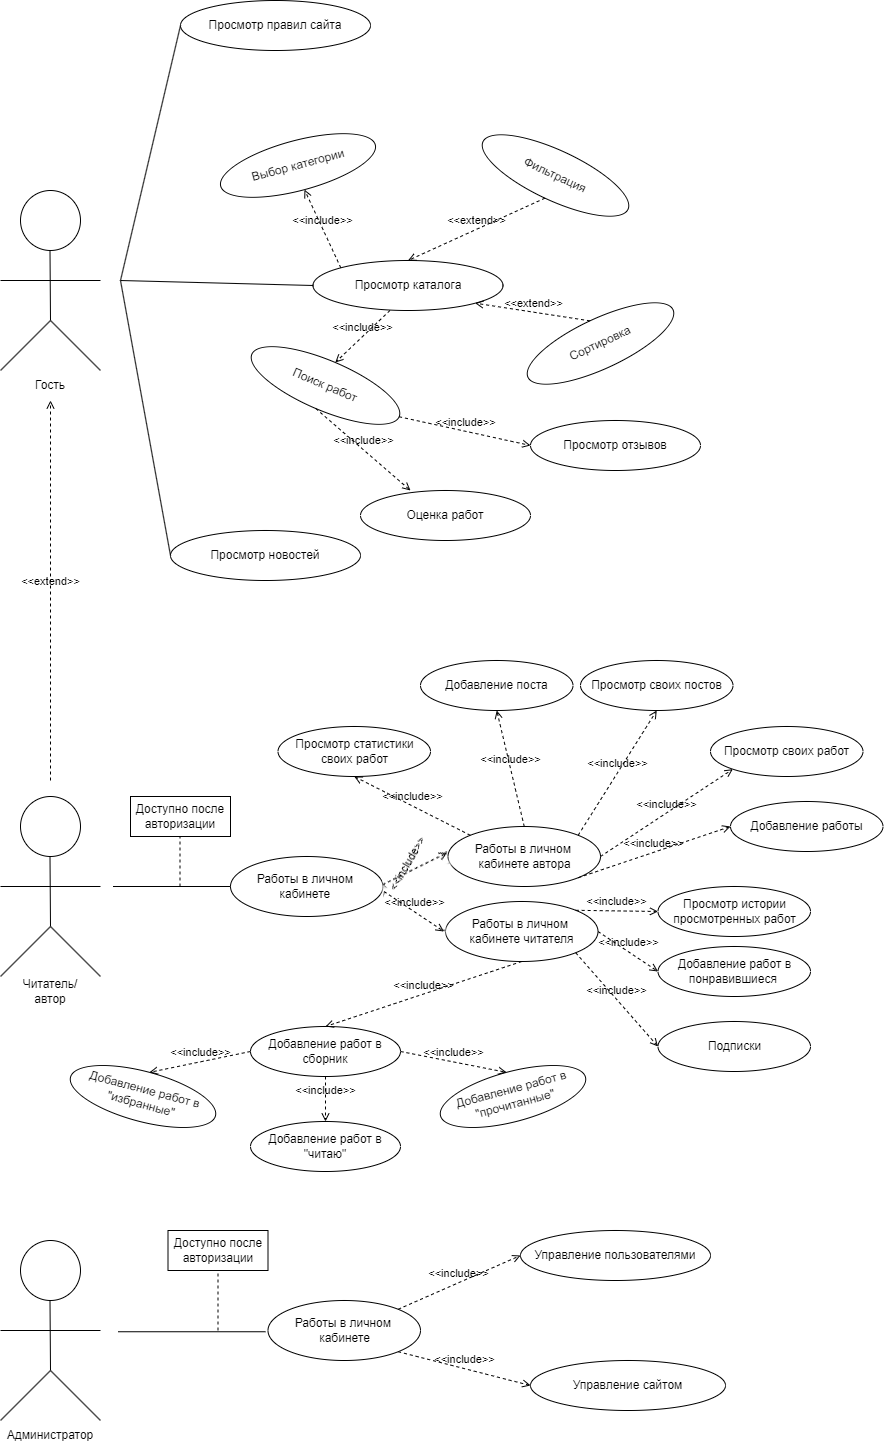 Просмотр правил сайта
Выбор категории
Фильтрация
<<include>>
<<extend>>
Просмотр каталога
<<extend>>
<<include>>
Сортировка
Поиск работ
Гость
<<include>>
<<include>>
Просмотр отзывов
Оценка работ
Просмотр новостей
<<extend>>
Добавление поста
Просмотр своих постов
Просмотр статистики
своих работ
Просмотр своих работ
<<include>>
<<include>>
<<include>>
<<include>>
Доступно после
авторизации
Добавление работы
<<include>>
<<include>>
Работы в личном
кабинете автора
Работы в личном
кабинете
<<include>>
<<include>>
Просмотр истории
просмотренных работ
Работы в личном
кабинете читателя
<<include>>
Добавление работ в
понравившиеся
Читатель/
автор
<<include>>
<<include>>
Добавление работ в
сборник
Подписки
<<include>>
<<include>>
<<include>>
Добавление работ в
"избранные"
Добавление работ в
"прочитанные"
Добавление работ в
"читаю"
Доступно после
авторизации
Управление пользователями
<<include>>
Работы в личном
кабинете
<<include>>
Управление сайтом
Администратор